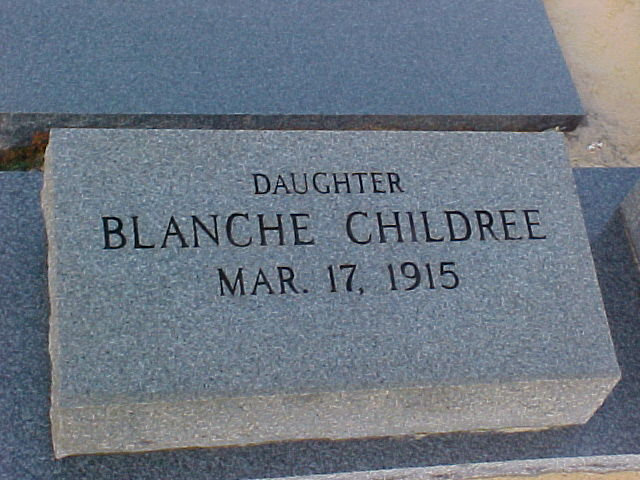 DAUGHTER
BLANCHE CHILDREE
MAR. 17, 1915